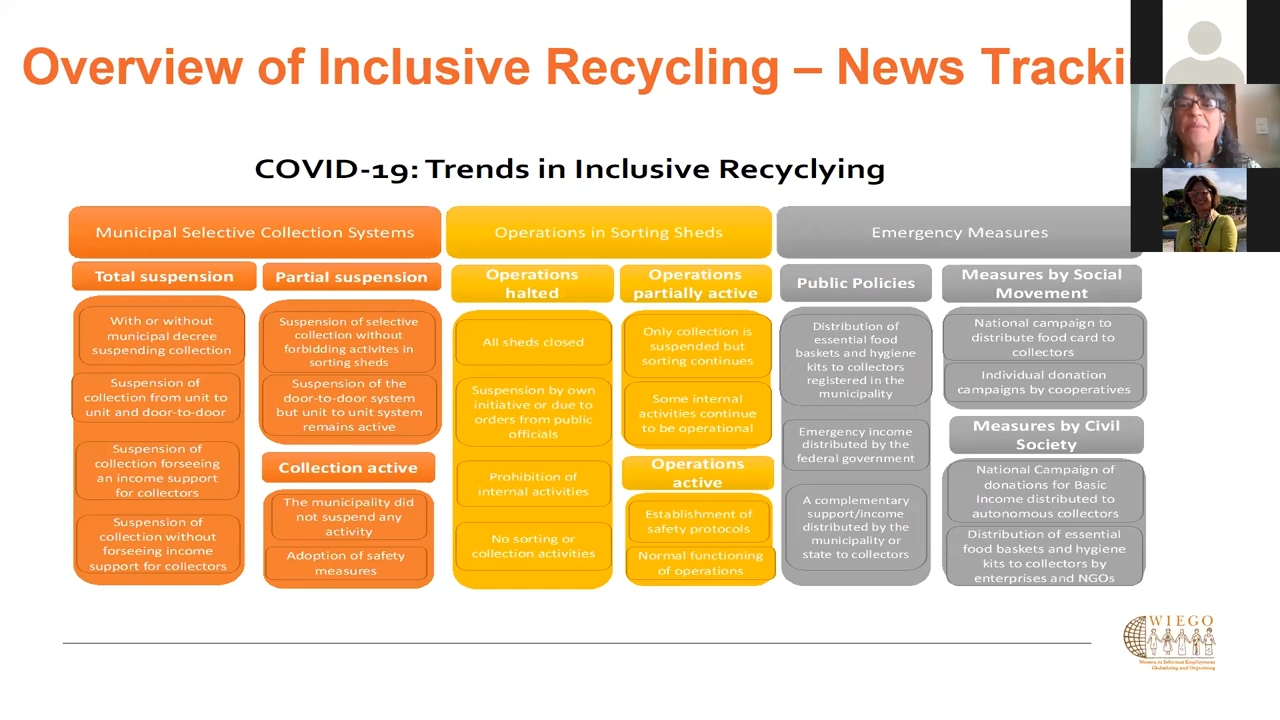 Overview of Inclusive Recycling – News Tracki
COVID-19: Trends in Inclusive Recyclying
Municipal Selective Collection Systems
Total suspension
With or without
municipal decree
suspending collection
Suspension of
collection from unit to
unit and door-to-door
Suspension of
collection forseeing
an income support
for collectors
Suspension of
collection without
forseeing income
support for collectors
Partial suspension
Suspension of selective
collection without
forbidding activites in
sorting sheds
Suspension of the
door-to-door system
but unit to unit system
remains active
Collection active
The municipality did
not suspend any
activity
Adoption of safety
measures
Operations in Sorting Sheds
Operations
halted
All sheds closed
Suspension by own
initiative or due to
orders from public
officials
Prohibition of
internal activities
No sorting or
collection activities
Operations
partially active
Only collection is
suspended but
sorting continues
Some internal
activities continue
to be operational
Operations
active
Establishment of
safety protocols
Normal functioning
of operations
Emergency Measures
Public Policies
Distribution of
essential food
baskets and hygiene
kits to collectors
registered in the
municipality
Emergency income
distributed by the
federal government
A complementary
support/income
distributed by the
municipality or
state to collectors
Measures by Social
Movement
National campaign to
distribute food card to
collectors
Individual donation
campaigns by cooperatives
Measures by Civil
Society
National Campaign of
donations for Basic
Income distributed to
autonomous collectors
Distribution of essential
food baskets and hygiene
kits to collectors by
enterprises and NGOs
WIEGO
Women in Informal Employment
Globalizing and Organizing